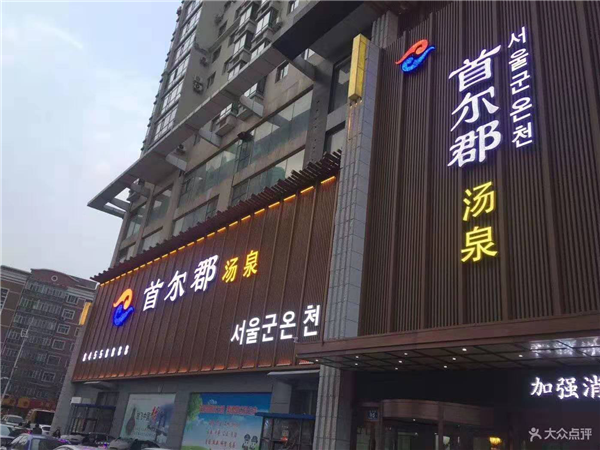 首尔郡
汤泉
서울군온천
首尔郡 汤泉
서울군온천
加强消
大众点评